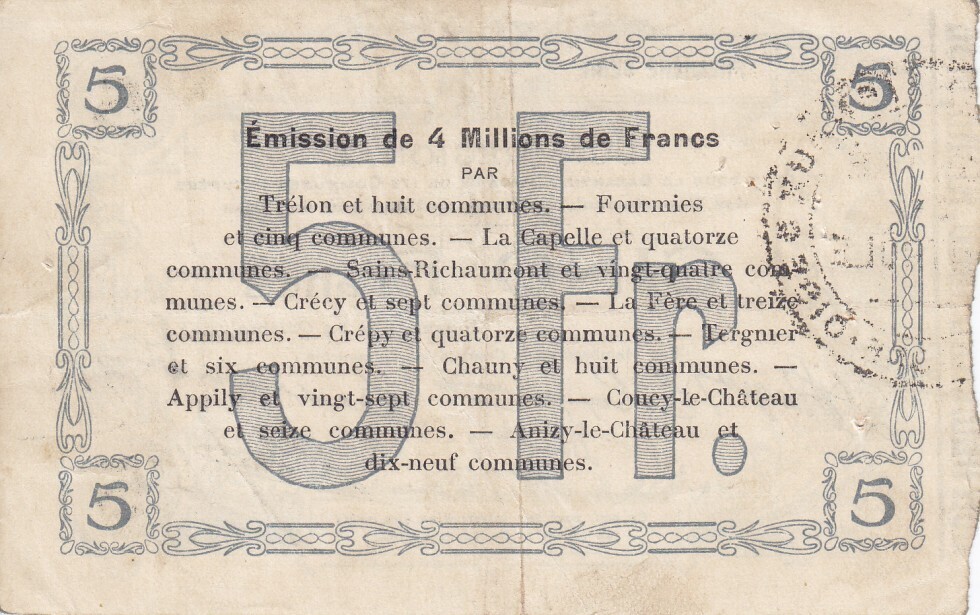 5
5
5 Fr.
Émission de 4 Millions de Francs
PAR
Trélon et huit communes. — Fourmies
et cinq communes. — La Capelle et quatorze
communes. — Sains-Richaumont et vingt-quatre com-
munes. — Crécy et sept communes. — La Fère et treize
communes. — Crépy et quatorze communes. — Tergnier
et six communes. — Chauny et huit communes. —
Appily et vingt-sept communes. — Coucy-le-Château
et seize communes. — Anizy-le-Château et
dix-neuf communes.
5
5